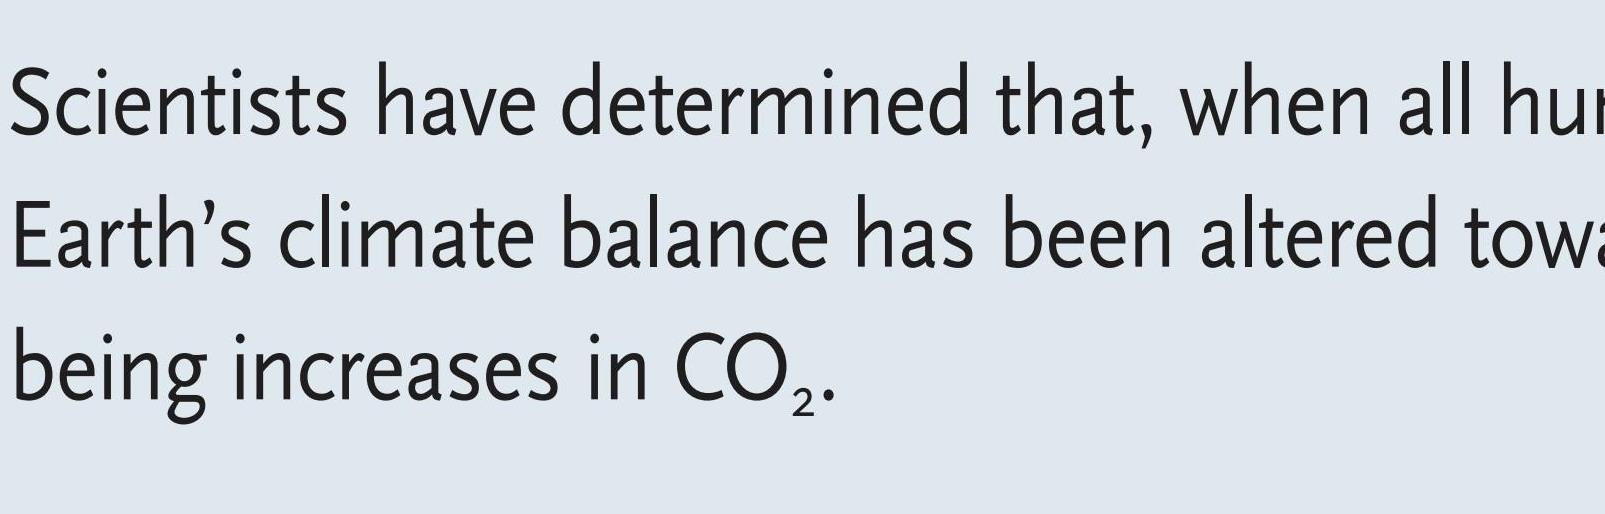 Scientists have determined that, when all
Earth’s climate balance has been altered
being increases in CO₂.